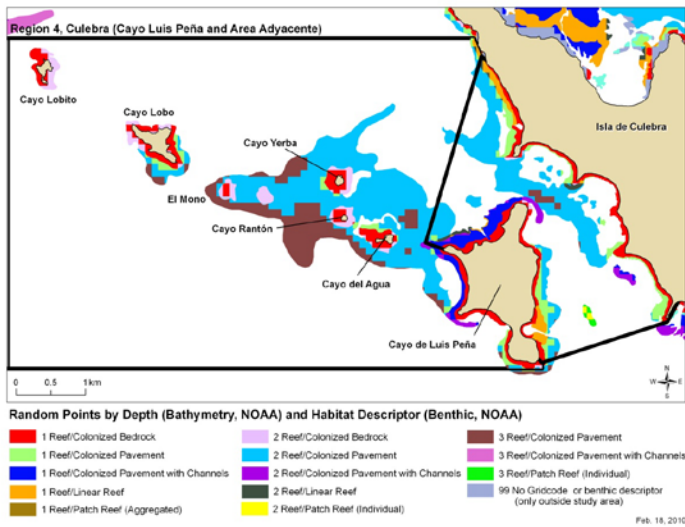 Region 4, Culebra (Cayo Luis Peña and Area Adyacente)
Cayo Lobito
Cayo Lobo
Cayo Yerba
Isla de Culebra
El Mono
Cayo Rantón
Cayo del Agua
Cayo de Luis Peña
0 0.5 1km
N
W E
S
Random Points by Depth (Bathymetry, NOAA) and Habitat Descriptor (Benthic, NOAA)
1 Reef/Colonized Bedrock
1 Reef/Colonized Pavement
1 Reef/Colonized Pavement with Channels
1 Reef/Linear Reef
1 Reef/Patch Reef (Aggregated)
2 Reef/Colonized Bedrock
2 Reef/Colonized Pavement
2 Reef/Colonized Pavement with Channels
2 Reef/Linear Reef
2 Reef/Patch Reef (Individual)
3 Reef/Colonized Pavement
3 Reef/Colonized Pavement with Channels
3 Reef/Patch Reef (Individual)
99 No Gridcode or benthic descriptor
(only outside study area)
Feb. 18, 2010